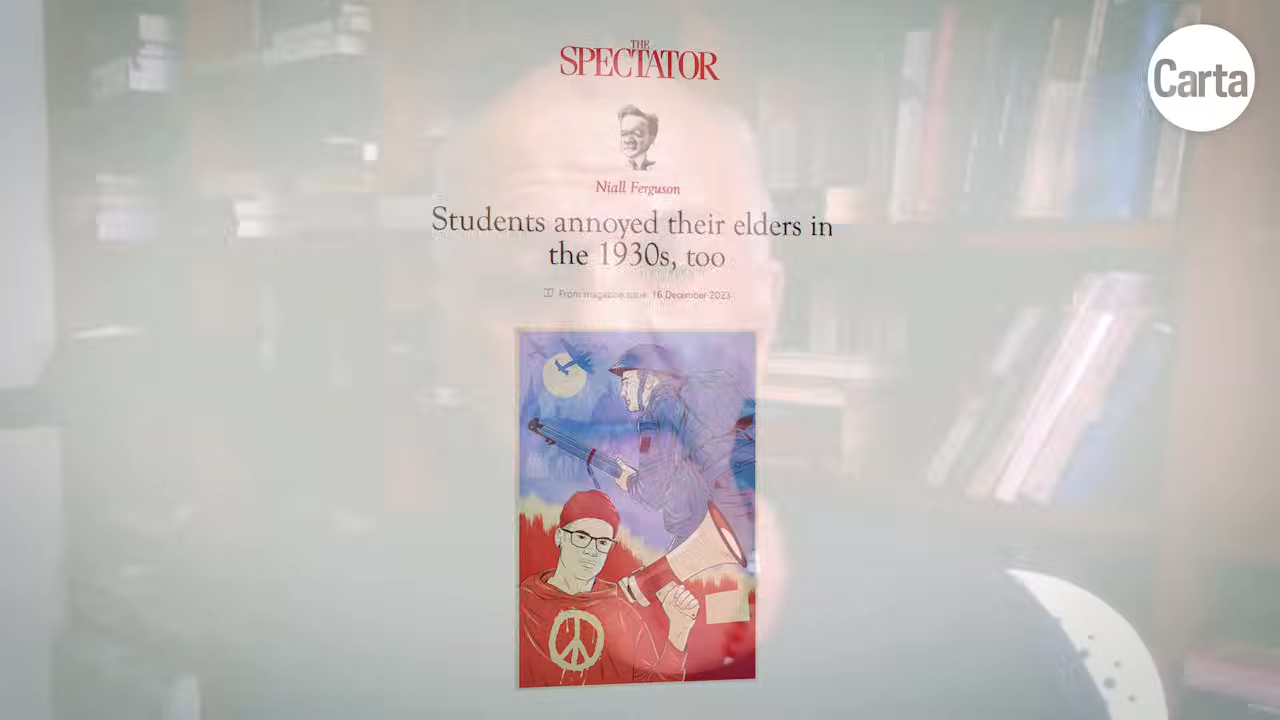 THE
SPECTATOR
Carta
Niall Ferguson
Students annoyed their elders in
the 1930s, too
From magazine issue: 16 December 2023